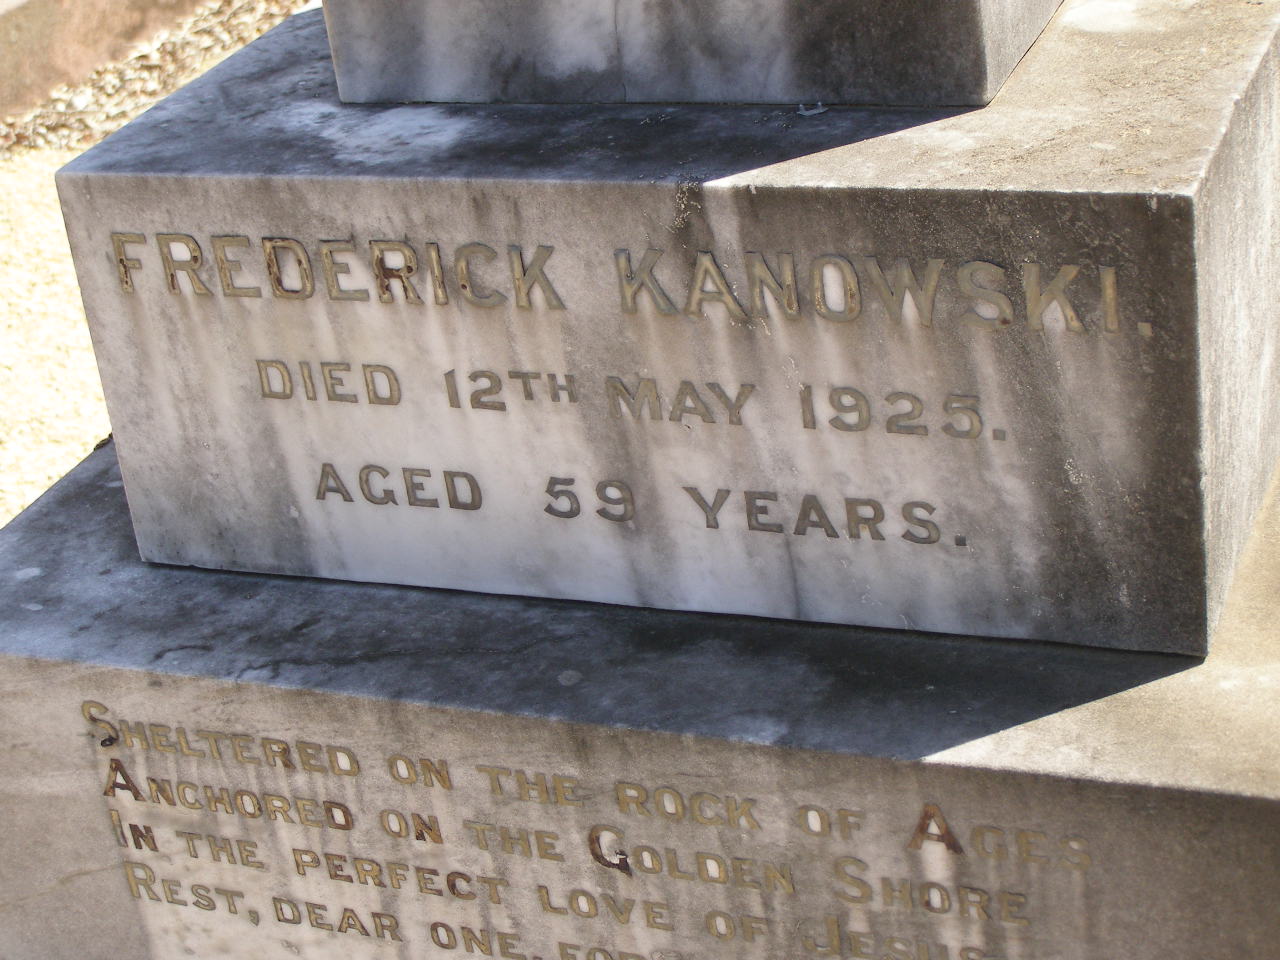 FREDERICK KANOWSKI.
DIED 12TH MAY 1925.
AGED 59 YEARS.
SHELTERED ON THE ROCK OF AGES
ANCHORED ON THE GOLDEN SHORE
IN THE PERFECT LOVE OF JESUS
REST, DEAR ONE, FOR